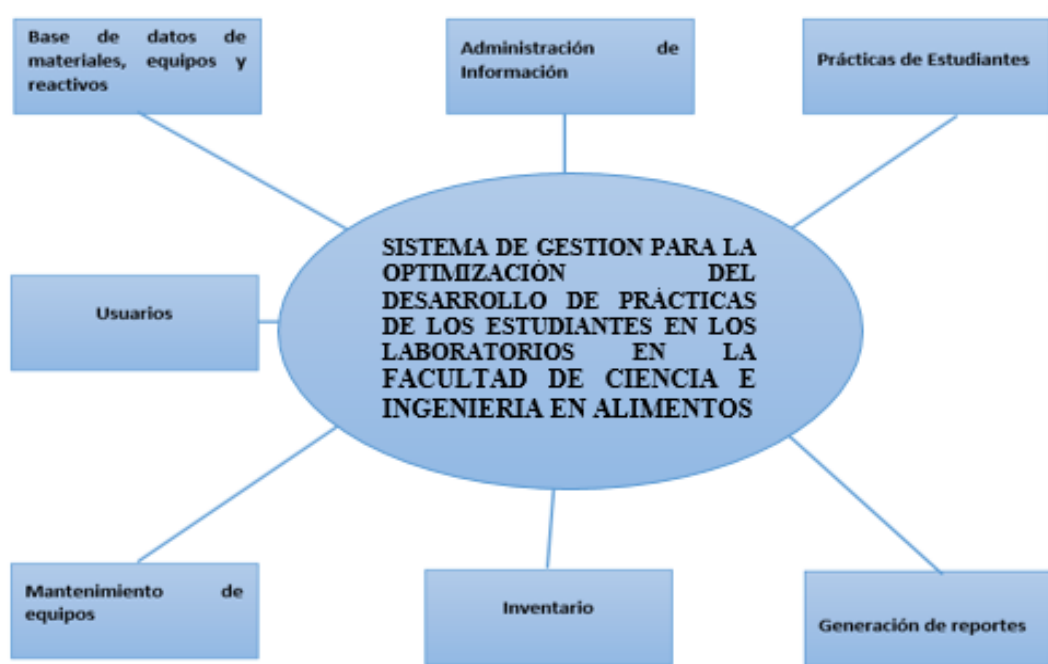 Base de datos de
materiales, equipos y
reactivos
Administración de
Información
Prácticas de Estudiantes
SISTEMA DE GESTION PARA LA
OPTIMIZACIÓN DEL
DESARROLLO DE PRÁCTICAS
DE LOS ESTUDIANTES EN LOS
LABORATORIOS EN LA
FACULTAD DE CIENCIA E
INGENIERIA EN ALIMENTOS
Usuarios
Mantenimiento de
equipos
Inventario
Generación de reportes